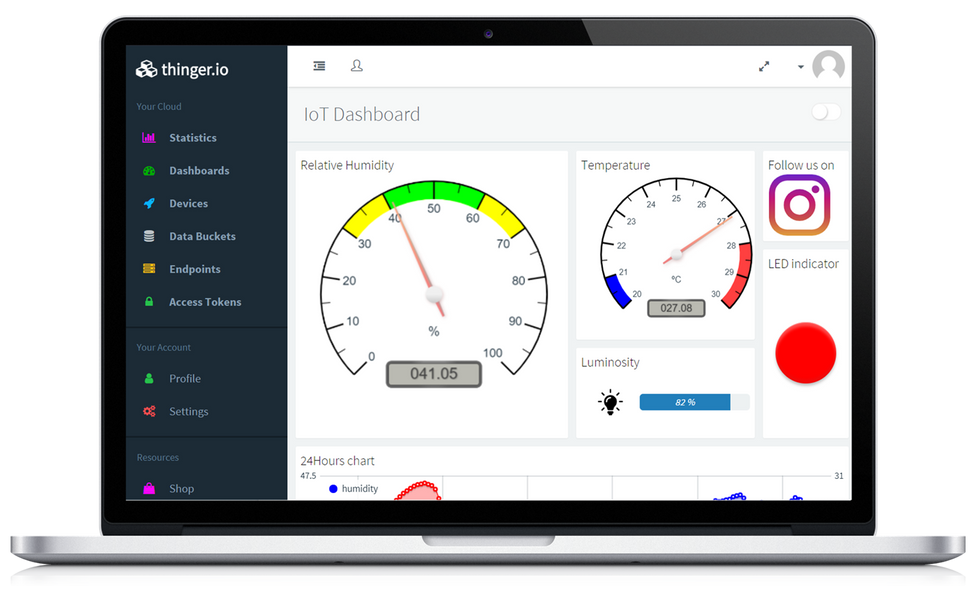 thinger.io
Your Cloud
Statistics
Dashboards
Devices
Data Buckets
Endpoints
Access Tokens
Your Account
Profile
Settings
Resources
Shop
IoT Dashboard
Relative Humidity
0
10
20
30
40
50
60
70
80
90
100
%
041.05
Temperature
20
21
22
23
24
25
26
27
28
29
30
ºC
027.08
Luminosity
82 %
Follow us on
LED indicator
24Hours chart
47.5
31
humidity